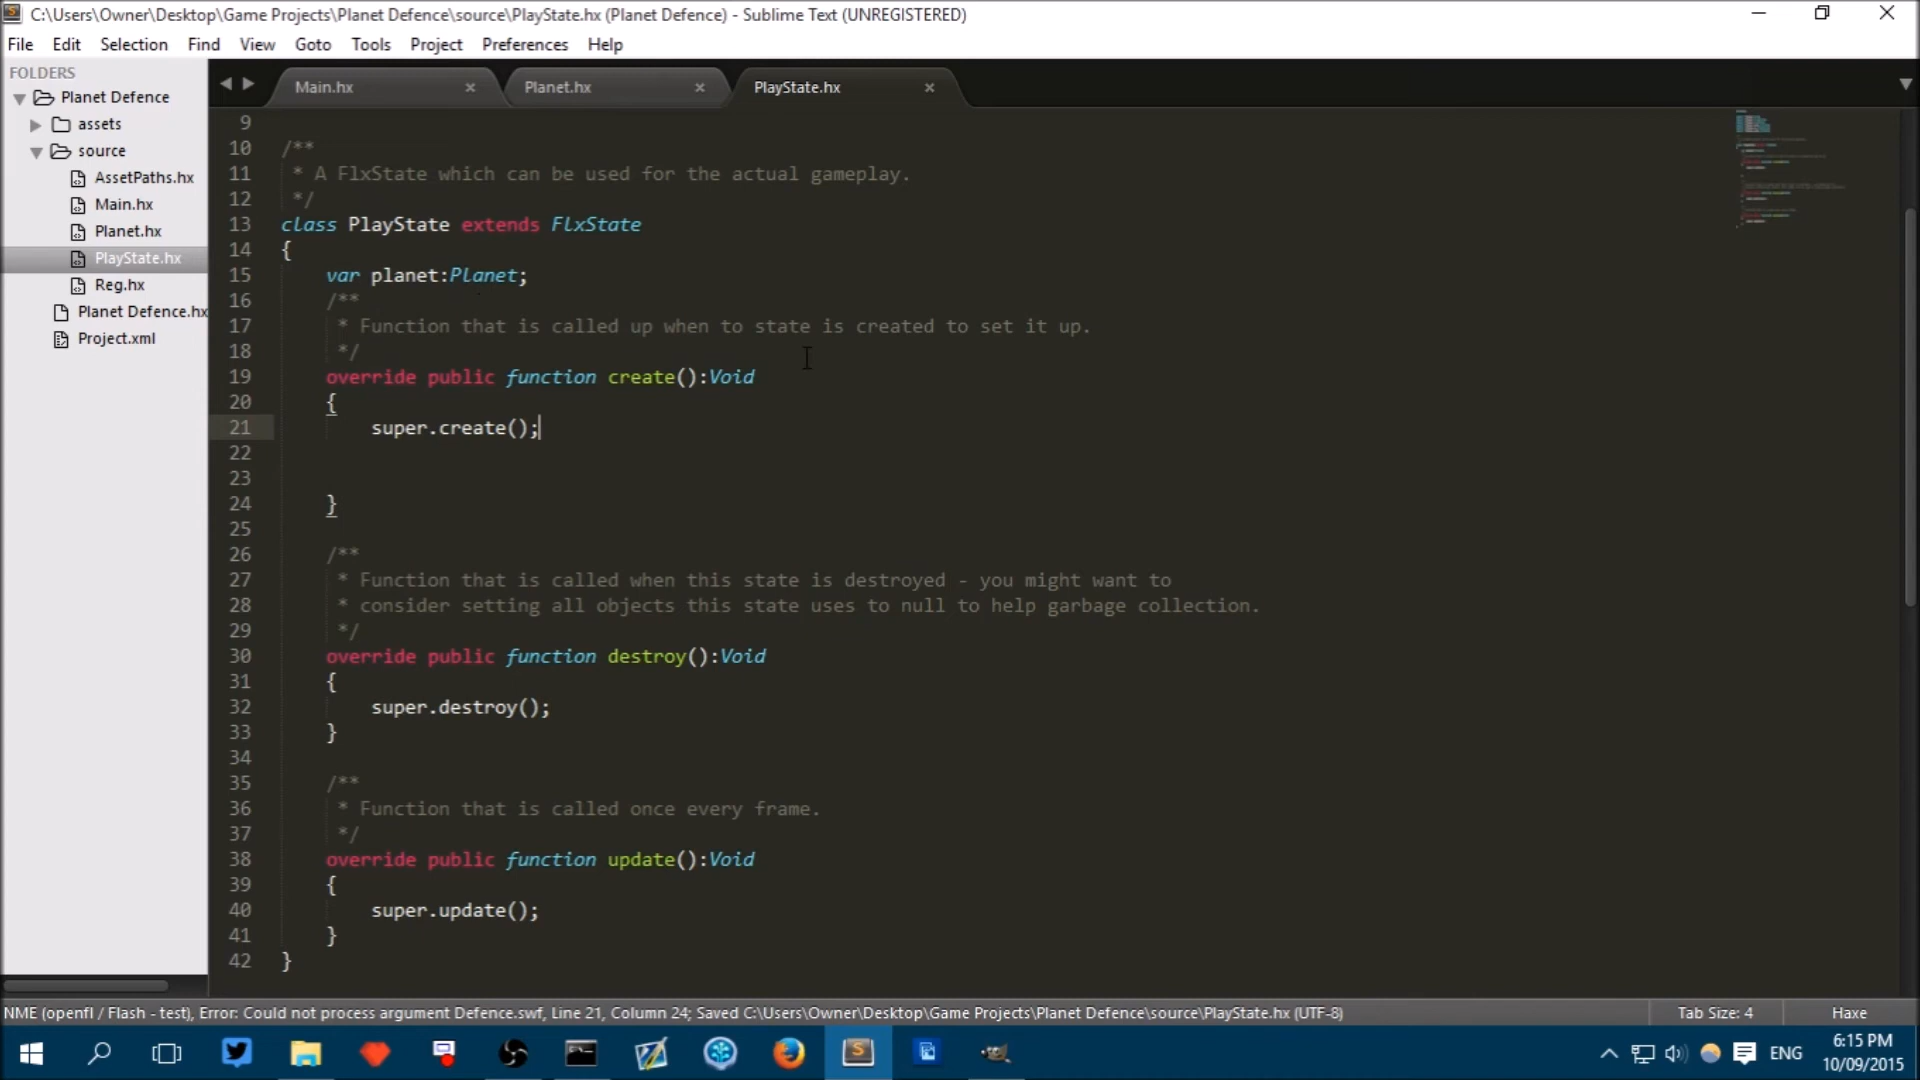 C:\Users\Owner\Desktop\Game Projects\Planet Defence\source\PlayState.hx (Planet Defence) - Sublime Text (UNREGISTERED)
File Edit Selection Find View Goto Tools Project Preferences Help
FOLDERS
Planet Defence
assets
source
AssetPaths.hx
Main.hx
Planet.hx
PlayState.hx
Reg.hx
Planet Defence.hx
Project.xml
Main.hx × Planet.hx × PlayState.hx ×
9
10 /**
11 * A FlxState which can be used for the actual gameplay.
12 */
13 class PlayState extends FlxState
14 {
15 var planet:Planet;
16 /**
17 * Function that is called up when to state is created to set it up.
18 */
19 override public function create():Void
20 {
21 super.create();
22
23
24 }
25
26 /**
27 * Function that is called when this state is destroyed - you might want to
28 * consider setting all objects this state uses to null to help garbage collection.
29 */
30 override public function destroy():Void
31 {
32 super.destroy();
33 }
34
35 /**
36 * Function that is called once every frame.
37 */
38 override public function update():Void
39 {
40 super.update();
41 }
42 }
NME (openfl / Flash - test), Error: Could not process argument Defence.swf, Line 21, Column 24; Saved C:\Users\Owner\Desktop\Game Projects\Planet Defence\source\PlayState.hx (UTF-8) Tab Size: 4 Haxe
ENG
6:15 PM
10/09/2015